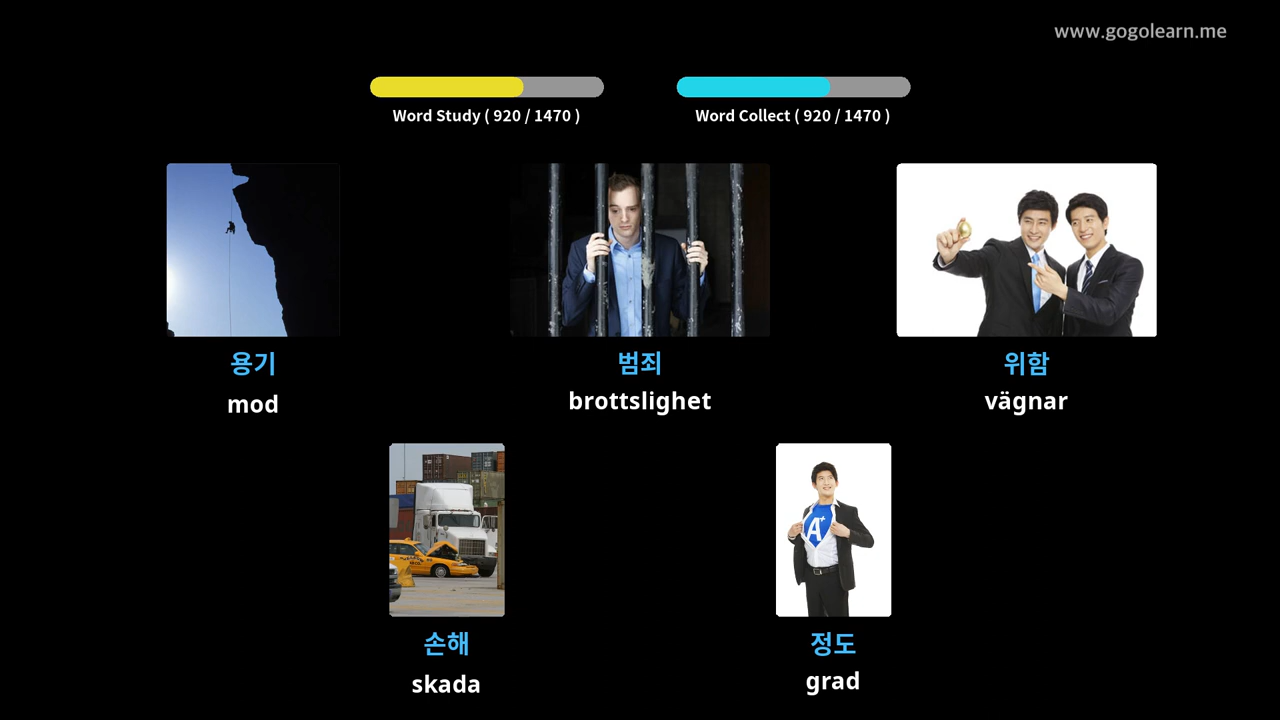 www.gogolearn.me
Word Study ( 920 / 1470 )
Word Collect ( 920 / 1470 )
용기
mod
범죄
brottslighet
위함
vägnar
A+
손해
skada
정도
grad